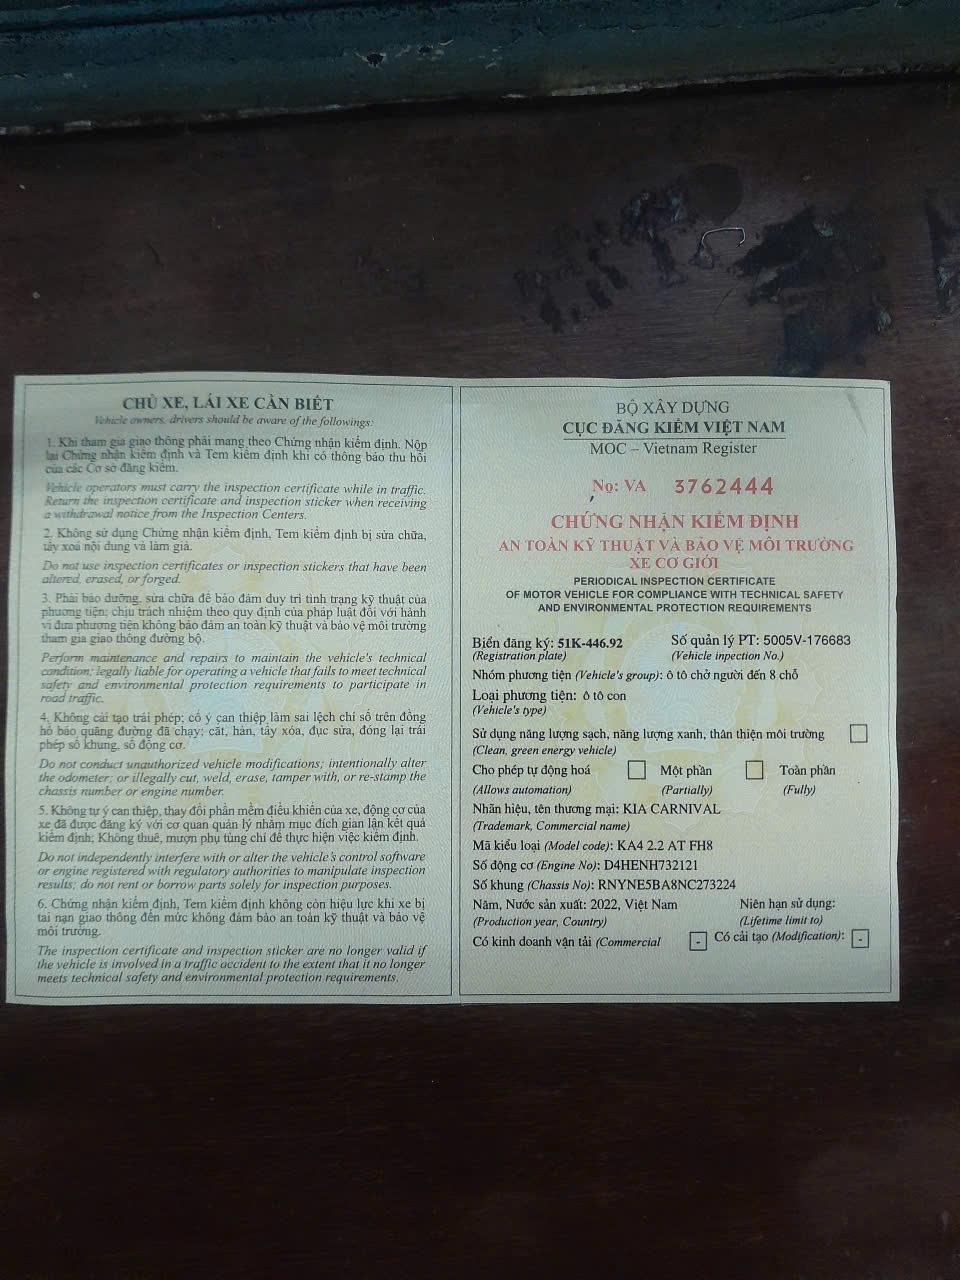 CHỦ XE, LÁI XE CẦN BIẾT
Vehicle owners, drivers should be aware of the followings:
1. Khi tham gia giao thông phải mang theo Chứng nhận kiểm định. Nộp
lại Chứng nhận kiểm định và Tem kiểm định khi có thông báo thu hồi
của các Cơ sở đăng kiểm.
Vehicle operators must carry the inspection certificate while in traffic.
Return the inspection certificate and inspection sticker when receiving
a withdrawal notice from the Inspection Centers.
2. Không sử dụng Chứng nhận kiểm định, Tem kiểm định bị sửa chữa,
tẩy xoá nội dung và làm giả.
Do not use inspection certificates or inspection stickers that have been
altered, erased, or forged.
3. Phải bảo dưỡng, sửa chữa để bảo đảm duy trì tình trạng kỹ thuật của
phương tiện; chịu trách nhiệm theo quy định của pháp luật đối với hành
vi đưa phương tiện không bảo đảm an toàn kỹ thuật và bảo vệ môi trường
tham gia giao thông đường bộ.
Perform maintenance and repairs to maintain the vehicle's technical
condition; legally liable for operating a vehicle that fails to meet technical
safety and environmental protection requirements to participate in
road traffic.
4. Không cải tạo trái phép; cố ý can thiệp làm sai lệch chỉ số trên đồng
hồ báo quãng đường đã chạy; cắt, hàn, tẩy xóa, đục sửa, đóng lại trái
phép số khung, số động cơ.
Do not conduct unauthorized vehicle modifications; intentionally alter
the odometer; or illegally cut, weld, erase, tamper with, or re-stamp the
chassis number or engine number.
5. Không tự ý can thiệp, thay đổi phần mềm điều khiển của xe, động cơ của
xe đã được đăng ký với cơ quan quản lý nhằm mục đích gian lận kết quả
kiểm định; Không thuê, mượn phụ tùng chỉ để thực hiện việc kiểm định.
Do not independently interfere with or alter the vehicle's control software
or engine registered with regulatory authorities to manipulate inspection
results; do not rent or borrow parts solely for inspection purposes.
6. Chứng nhận kiểm định, Tem kiểm định không còn hiệu lực khi xe bị
tai nạn giao thông đến mức không đảm bảo an toàn kỹ thuật và bảo vệ
môi trường.
The inspection certificate and inspection sticker are no longer valid if
the vehicle is involved in a traffic accident to the extent that it no longer
meets technical safety and environmental protection requirements.
BỘ XÂY DỰNG
CỤC ĐĂNG KIỂM VIỆT NAM
MOC – Vietnam Register
No: VA 3762444
CHỨNG NHẬN KIỂM ĐỊNH
AN TOÀN KỸ THUẬT VÀ BẢO VỆ MÔI TRƯỜNG
XE CƠ GIỚI
PERIODICAL INSPECTION CERTIFICATE
OF MOTOR VEHICLE FOR COMPLIANCE WITH TECHNICAL SAFETY
AND ENVIRONMENTAL PROTECTION REQUIREMENTS
Biển đăng ký: 51K-446.92 Số quản lý PT: 5005V-176683
(Registration plate) (Vehicle inpection No.)
Nhóm phương tiện (Vehicle's group): ô tô chở người đến 8 chỗ
Loại phương tiện: ô tô con
(Vehicle's type)
Sử dụng năng lượng sạch, năng lượng xanh, thân thiện môi trường
(Clean, green energy vehicle)
Cho phép tự động hoá Một phần Toàn phần
(Allows automation) (Partially) (Fully)
Nhãn hiệu, tên thương mại: KIA CARNIVAL
(Trademark, Commercial name)
Mã kiểu loại (Model code): KA4 2.2 AT FH8
Số động cơ (Engine No): D4HENH732121
Số khung (Chassis No): RNYNE5BA8NC273224
Năm, Nước sản xuất: 2022, Việt Nam Niên hạn sử dụng:
(Production year, Country) (Lifetime limit to)
Có kinh doanh vận tải (Commercial - Có cải tạo (Modification): -